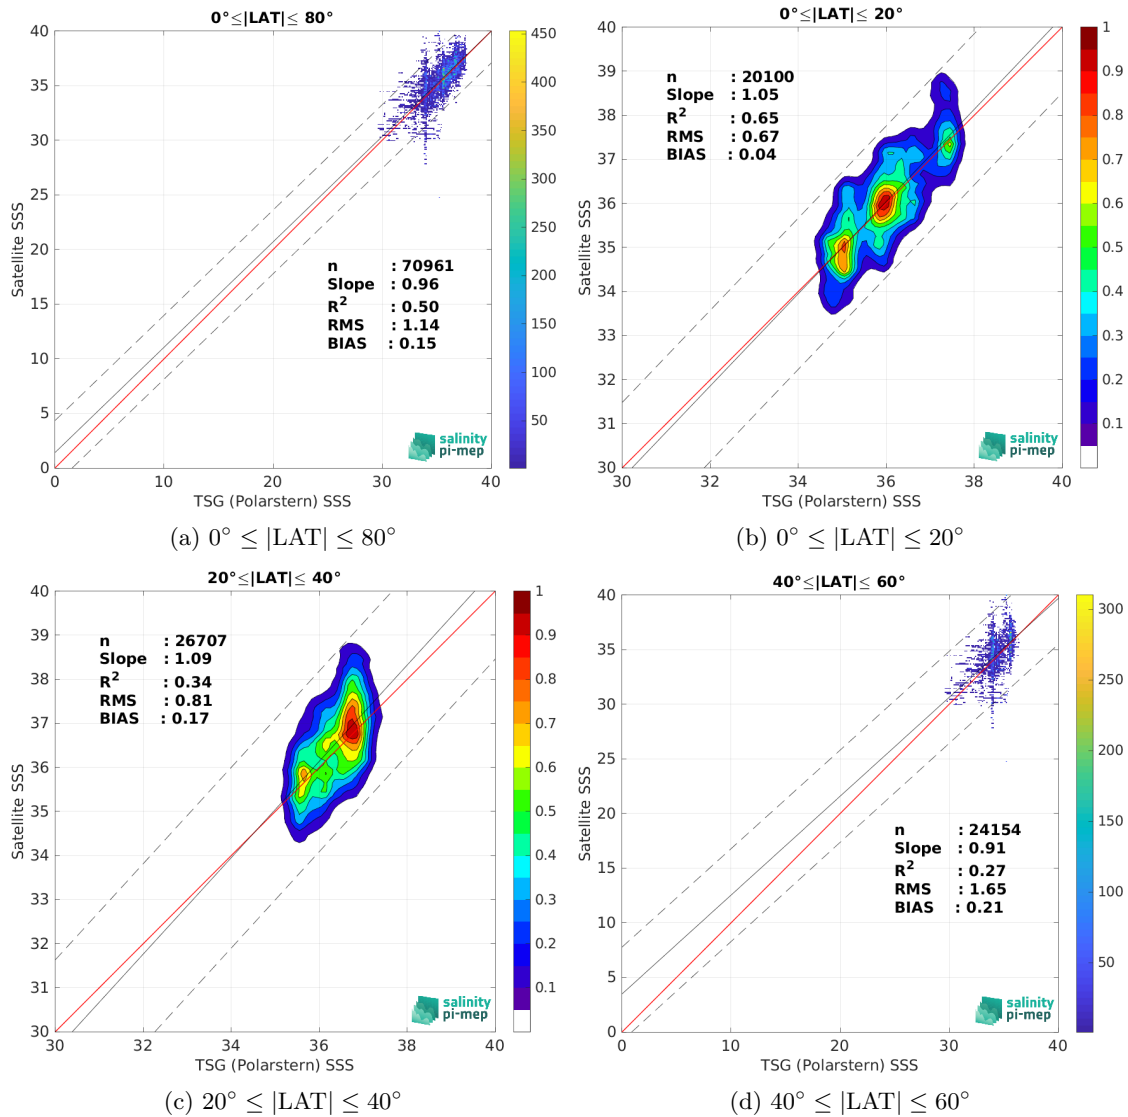 0°≤|LAT|≤ 80°
40
35
30
25
20
15
10
5
0
Satellite SSS
n : 70961
Slope : 0.96
R² : 0.50
RMS : 1.14
BIAS : 0.15
salinity
pi-mep
0 10 20 30 40
TSG (Polarstern) SSS
450
400
350
300
250
200
150
100
50
(a) 0° ≤ |LAT| ≤ 80°
0°≤|LAT|≤ 20°
40
39
38
37
36
35
34
33
32
31
30
Satellite SSS
n : 20100
Slope : 1.05
R² : 0.65
RMS : 0.67
BIAS : 0.04
salinity
pi-mep
30 32 34 36 38 40
TSG (Polarstern) SSS
1
0.9
0.8
0.7
0.6
0.5
0.4
0.3
0.2
0.1
(b) 0° ≤ |LAT| ≤ 20°
20°≤|LAT|≤ 40°
40
39
38
37
36
35
34
33
32
31
30
Satellite SSS
n : 26707
Slope : 1.09
R² : 0.34
RMS : 0.81
BIAS : 0.17
salinity
pi-mep
30 32 34 36 38 40
TSG (Polarstern) SSS
1
0.9
0.8
0.7
0.6
0.5
0.4
0.3
0.2
0.1
(c) 20° ≤ |LAT| ≤ 40°
40°≤|LAT|≤ 60°
40
35
30
25
20
15
10
5
0
Satellite SSS
n : 24154
Slope : 0.91
R² : 0.27
RMS : 1.65
BIAS : 0.21
salinity
pi-mep
0 10 20 30 40
TSG (Polarstern) SSS
300
250
200
150
100
50
(d) 40° ≤ |LAT| ≤ 60°